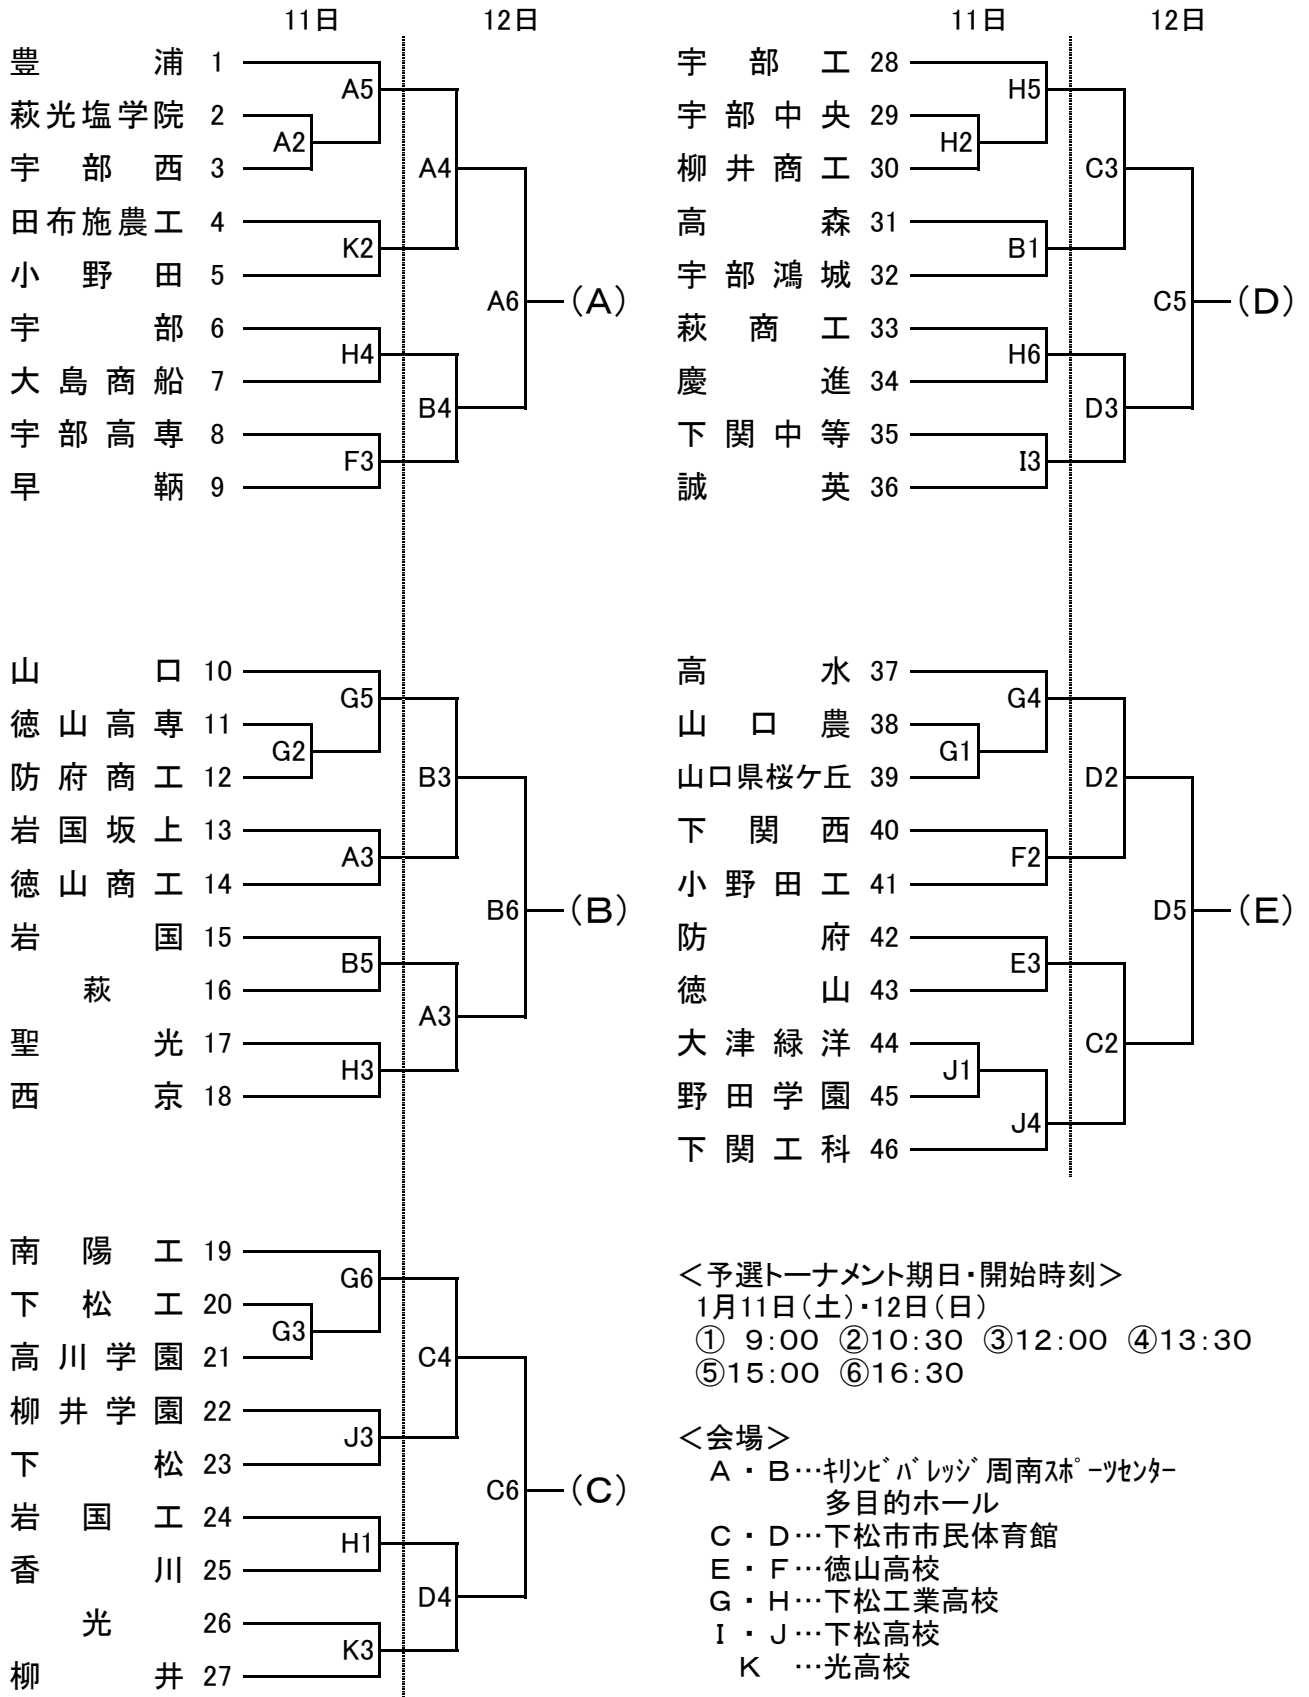 11日 12日
豊浦 1
A5
萩光塩学院 2
A2
宇部西 3
A4
田布施農工 4
K2
小野田 5
A6 (A)
宇部 6
H4
大島商船 7
B4
宇部高専 8
F3
早鞆 9
山口 10
G5
徳山高専 11
G2
防府商工 12
B3
岩国坂上 13
A3
徳山商工 14
B6 (B)
岩国 15
B5
萩 16
A3
聖光 17
H3
西京 18
南陽工 19
G6
下松工 20
G3
高川学園 21
C4
柳井学園 22
J3
下松 23
C6 (C)
岩国工 24
H1
香川 25
D4
光 26
K3
柳井 27
11日 12日
宇部工 28
H5
宇部中央 29
H2
柳井商工 30
C3
高森 31
B1
宇部鴻城 32
C5 (D)
萩商工 33
H6
慶進 34
D3
下関中等 35
I3
誠英 36
高水 37
G4
山口農 38
G1
山口県桜ケ丘 39
D2
下関西 40
F2
小野田工 41
D5 (E)
防府 42
E3
徳山 43
大津緑洋 44
C2
J1
野田学園 45
J4
下関工科 46
＜予選トーナメント期日・開始時刻＞
1月11日(土)・12日(日)
① 9:00 ②10:30 ③12:00 ④13:30
⑤15:00 ⑥16:30
＜会場＞
A・B…ｷﾘﾝﾋﾞﾊﾞﾚｯｼﾞ周南ｽﾎﾟｰﾂｾﾝﾀｰ
多目的ホール
C・D…下松市市民体育館
E・F…徳山高校
G・H…下松工業高校
I・J…下松高校
K …光高校